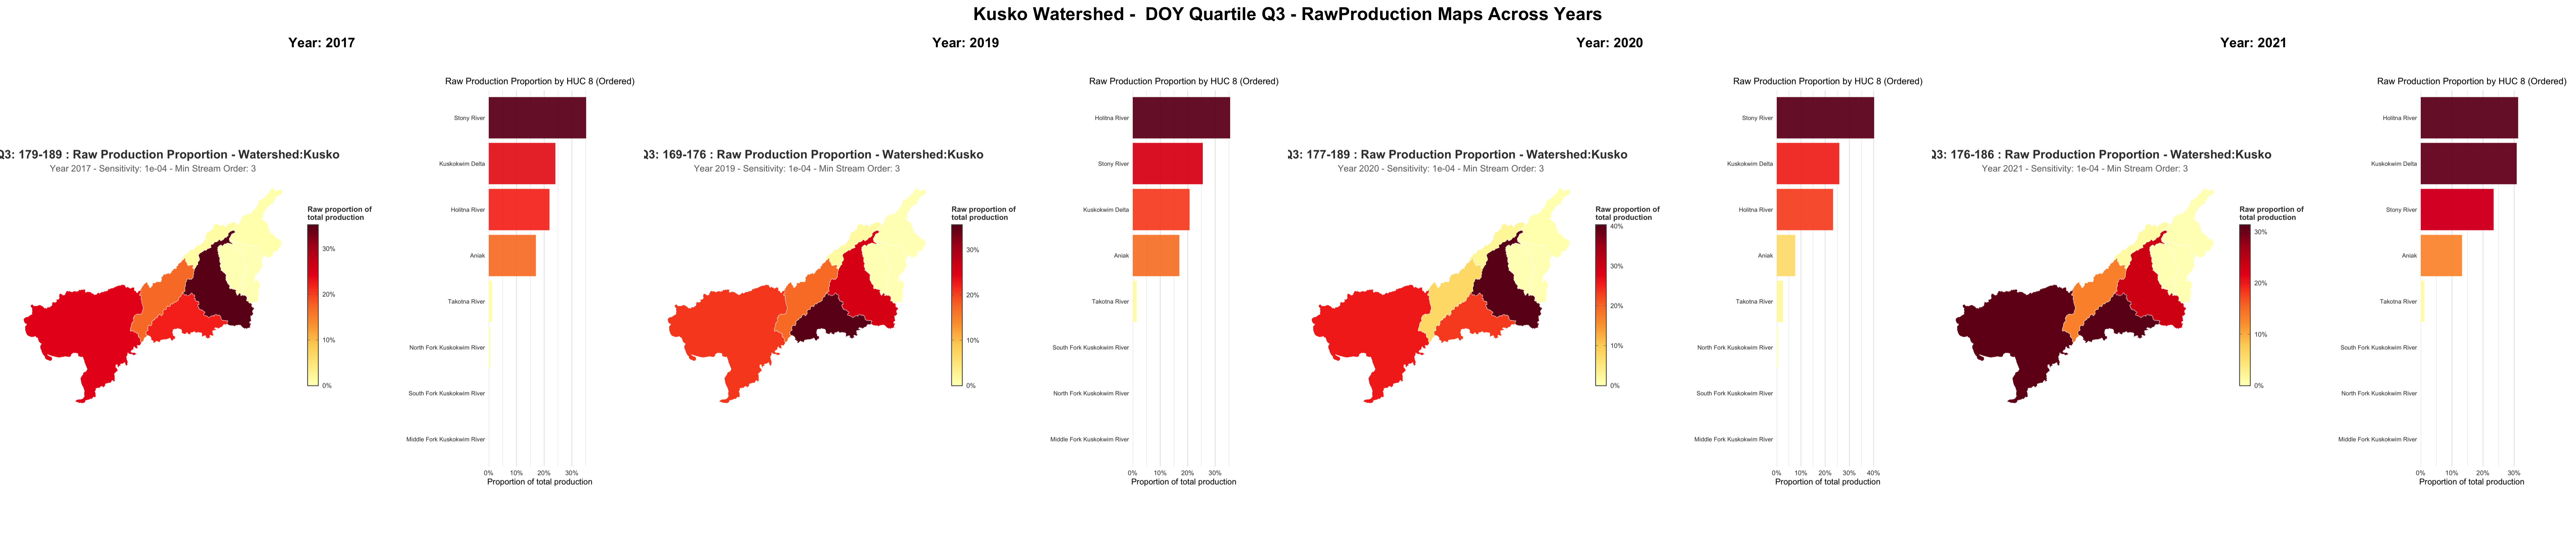 Kusko Watershed - DOY Quartile Q3 - RawProduction Maps Across Years
Year: 2017
Raw Production Proportion by HUC 8 (Ordered)
Q3: 179-189 : Raw Production Proportion - Watershed:Kusko
Year 2017 - Sensitivity: 1e-04 - Min Stream Order: 3
Raw proportion of
total production
30%
20%
10%
0%
Stony River
Kuskokwim Delta
Holitna River
Aniak
Takotna River
North Fork Kuskokwim River
South Fork Kuskokwim River
Middle Fork Kuskokwim River
0% 10% 20% 30%
Proportion of total production
Year: 2019
Raw Production Proportion by HUC 8 (Ordered)
Q3: 169-176 : Raw Production Proportion - Watershed:Kusko
Year 2019 - Sensitivity: 1e-04 - Min Stream Order: 3
Raw proportion of
total production
30%
20%
10%
0%
Holitna River
Stony River
Kuskokwim Delta
Aniak
Takotna River
South Fork Kuskokwim River
North Fork Kuskokwim River
Middle Fork Kuskokwim River
0% 10% 20% 30%
Proportion of total production
Year: 2020
Raw Production Proportion by HUC 8 (Ordered)
Q3: 177-189 : Raw Production Proportion - Watershed:Kusko
Year 2020 - Sensitivity: 1e-04 - Min Stream Order: 3
Raw proportion of
total production
40%
30%
20%
10%
0%
Stony River
Kuskokwim Delta
Holitna River
Aniak
Takotna River
North Fork Kuskokwim River
South Fork Kuskokwim River
Middle Fork Kuskokwim River
0% 10% 20% 30% 40%
Proportion of total production
Year: 2021
Raw Production Proportion by HUC 8 (Ordered)
Q3: 176-186 : Raw Production Proportion - Watershed:Kusko
Year 2021 - Sensitivity: 1e-04 - Min Stream Order: 3
Raw proportion of
total production
30%
20%
10%
0%
Holitna River
Kuskokwim Delta
Stony River
Aniak
Takotna River
South Fork Kuskokwim River
North Fork Kuskokwim River
Middle Fork Kuskokwim River
0% 10% 20% 30%
Proportion of total production